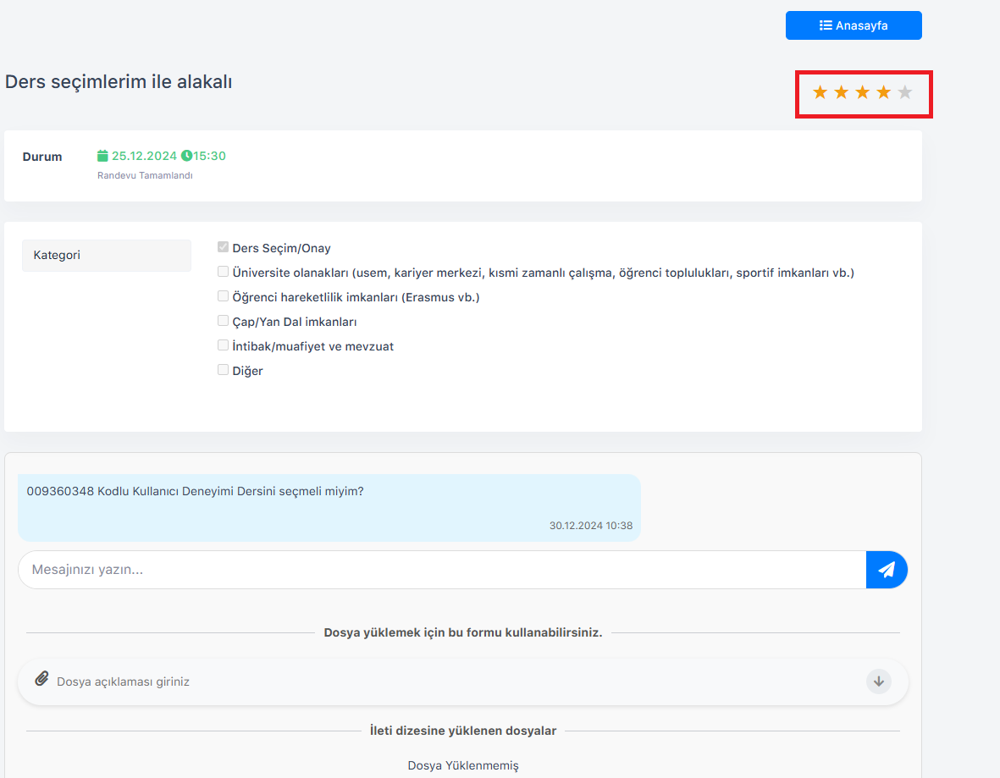 Anasayfa
Ders seçimlerim ile alakalı
Durum
25.12.2024 15:30
Randevu Tamamlandı
Kategori
Ders Seçim/Onay
Üniversite olanakları (usem, kariyer merkezi, kısmi zamanlı çalışma, öğrenci toplulukları, sportif imkanları vb.)
Öğrenci hareketlilik imkanları (Erasmus vb.)
Çap/Yan Dal imkanları
İntibak/muafiyet ve mevzuat
Diğer
009360348 Kodlu Kullanıcı Deneyimi Dersini seçmeli miyim?
30.12.2024 10:38
Mesajınızı yazın...
Dosya yüklemek için bu formu kullanabilirsiniz.
Dosya açıklaması giriniz
İleti dizesine yüklenen dosyalar
Dosya Yüklenmemiş